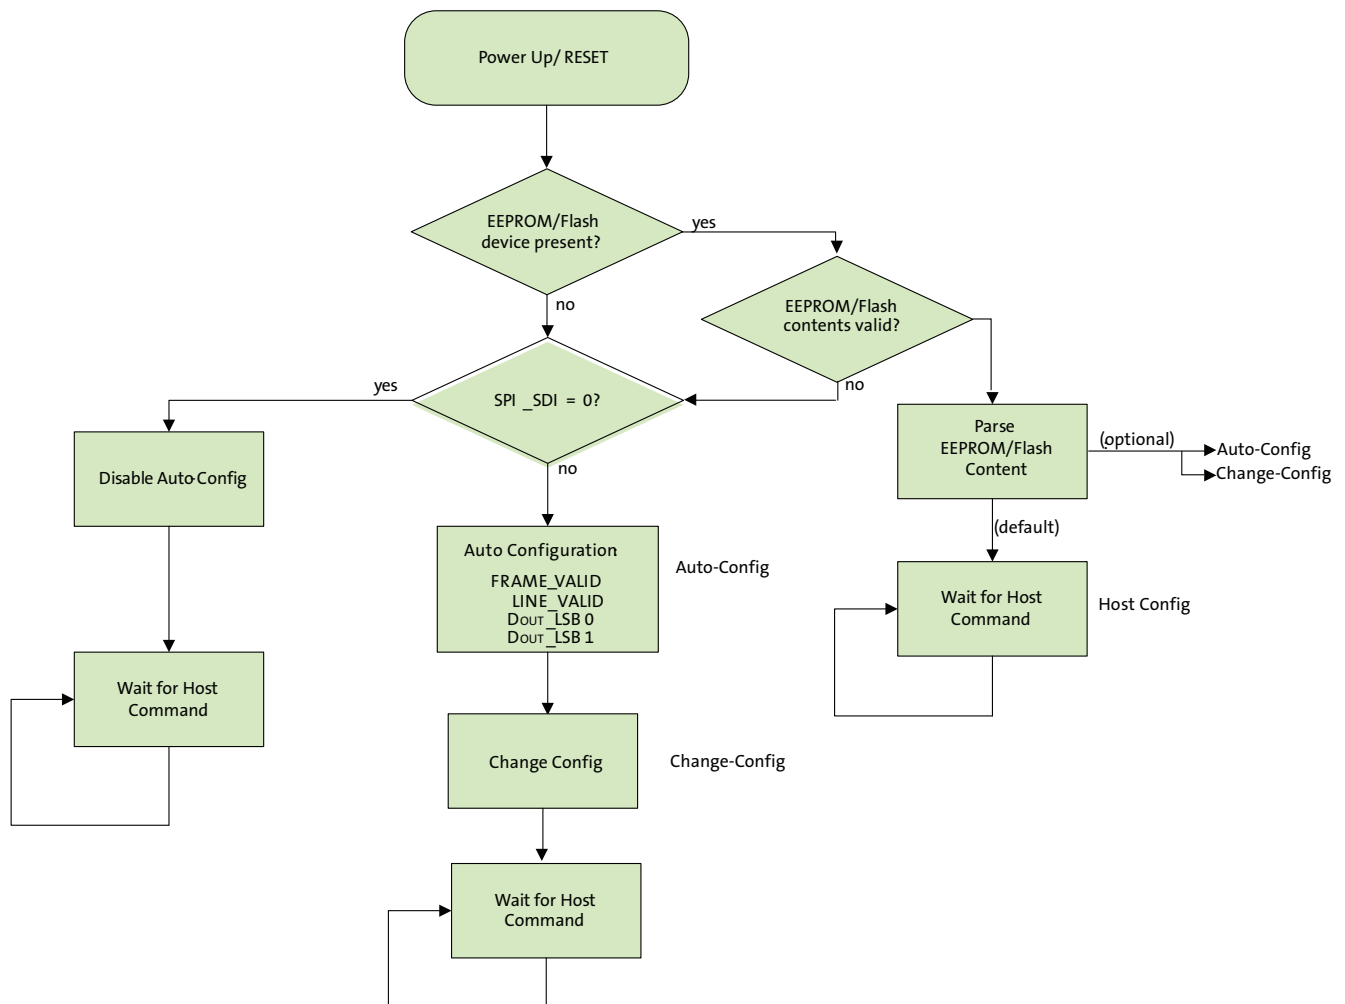 Power Up/ RESET
EEPROM/Flash
device present?
yes
no
EEPROM/Flash
contents valid?
no
yes
SPI _SDI = 0?
no
Parse
EEPROM/Flash
Content
(optional)
Auto-Config
Change-Config
(default)
Disable Auto-Config
Auto Configuration
FRAME_VALID
LINE_VALID
DOUT_LSB 0
DOUT_LSB 1
Auto-Config
Wait for Host
Command
Host Config
Wait for Host
Command
Change Config
Change-Config
Wait for Host
Command